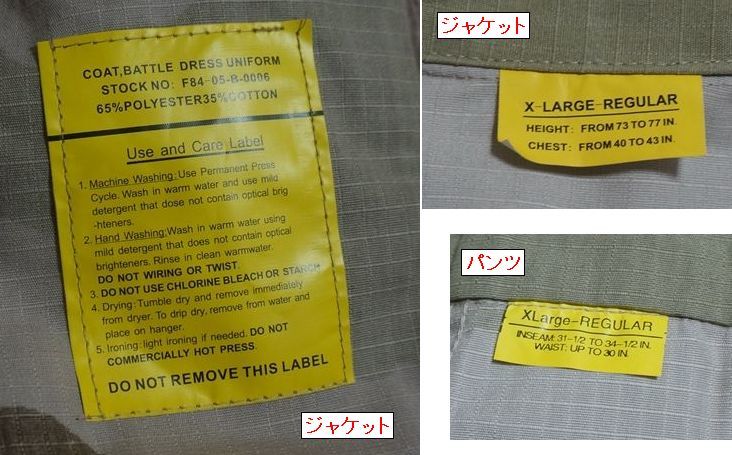 COAT,BATTLE DRESS UNIFORM
STOCK NO: F84-05-B-0006
65%POLYESTER35%COTTON
Use and Care Label
1. Machine Washing: Use Permanent Press
Cycle. Wash in warm water and use mild
detergent that dose not contain optical brig
-hteners.
2. Hand Washing:Wash in warm water using
mild detergent that does not contain optical
brighteners. Rinse in clean warmwater.
DO NOT WIRING OR TWIST.
3. DO NOT USE CHLORINE BLEACH OR STARCH
4. Drying: Tumble dry and remove immediately
from dryer. To drip dry, remove from water and
place on hanger.
5. Ironing: light ironing if needed. DO NOT
COMMERCIALLY HOT PRESS.
DO NOT REMOVE THIS LABEL
ジャケット
ジャケット
X-LARGE-REGULAR
HEIGHT: FROM 73 TO 77 IN.
CHEST: FROM 40 TO 43 IN.
パンツ
XLarge-REGULAR
INSEAM: 31-1/2 TO 34-1/2 IN.
WAIST: UP TO 30 IN.